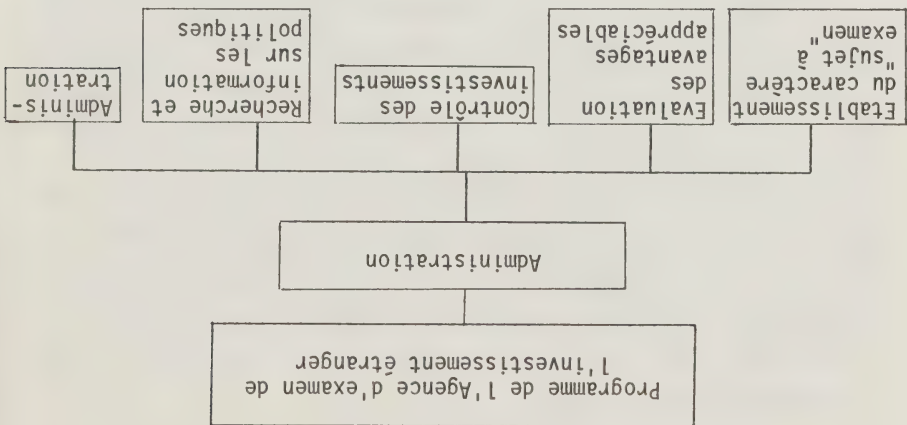 Programme de l'Agence d'examen de
l'investissement étranger
Administration
Etablissement
du caractère
"sujet à
examen"
Evaluation
des
avantages
appréciables
Contrôle des
investissements
Recherche et
information
sur les
politiques
Adminis-
tration